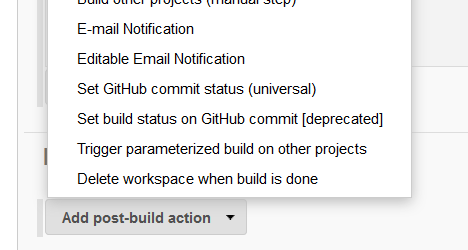 Build other projects (manual step)
E-mail Notification
Editable Email Notification
Set GitHub commit status (universal)
Set build status on GitHub commit [deprecated]
Trigger parameterized build on other projects
Delete workspace when build is done
Add post-build action